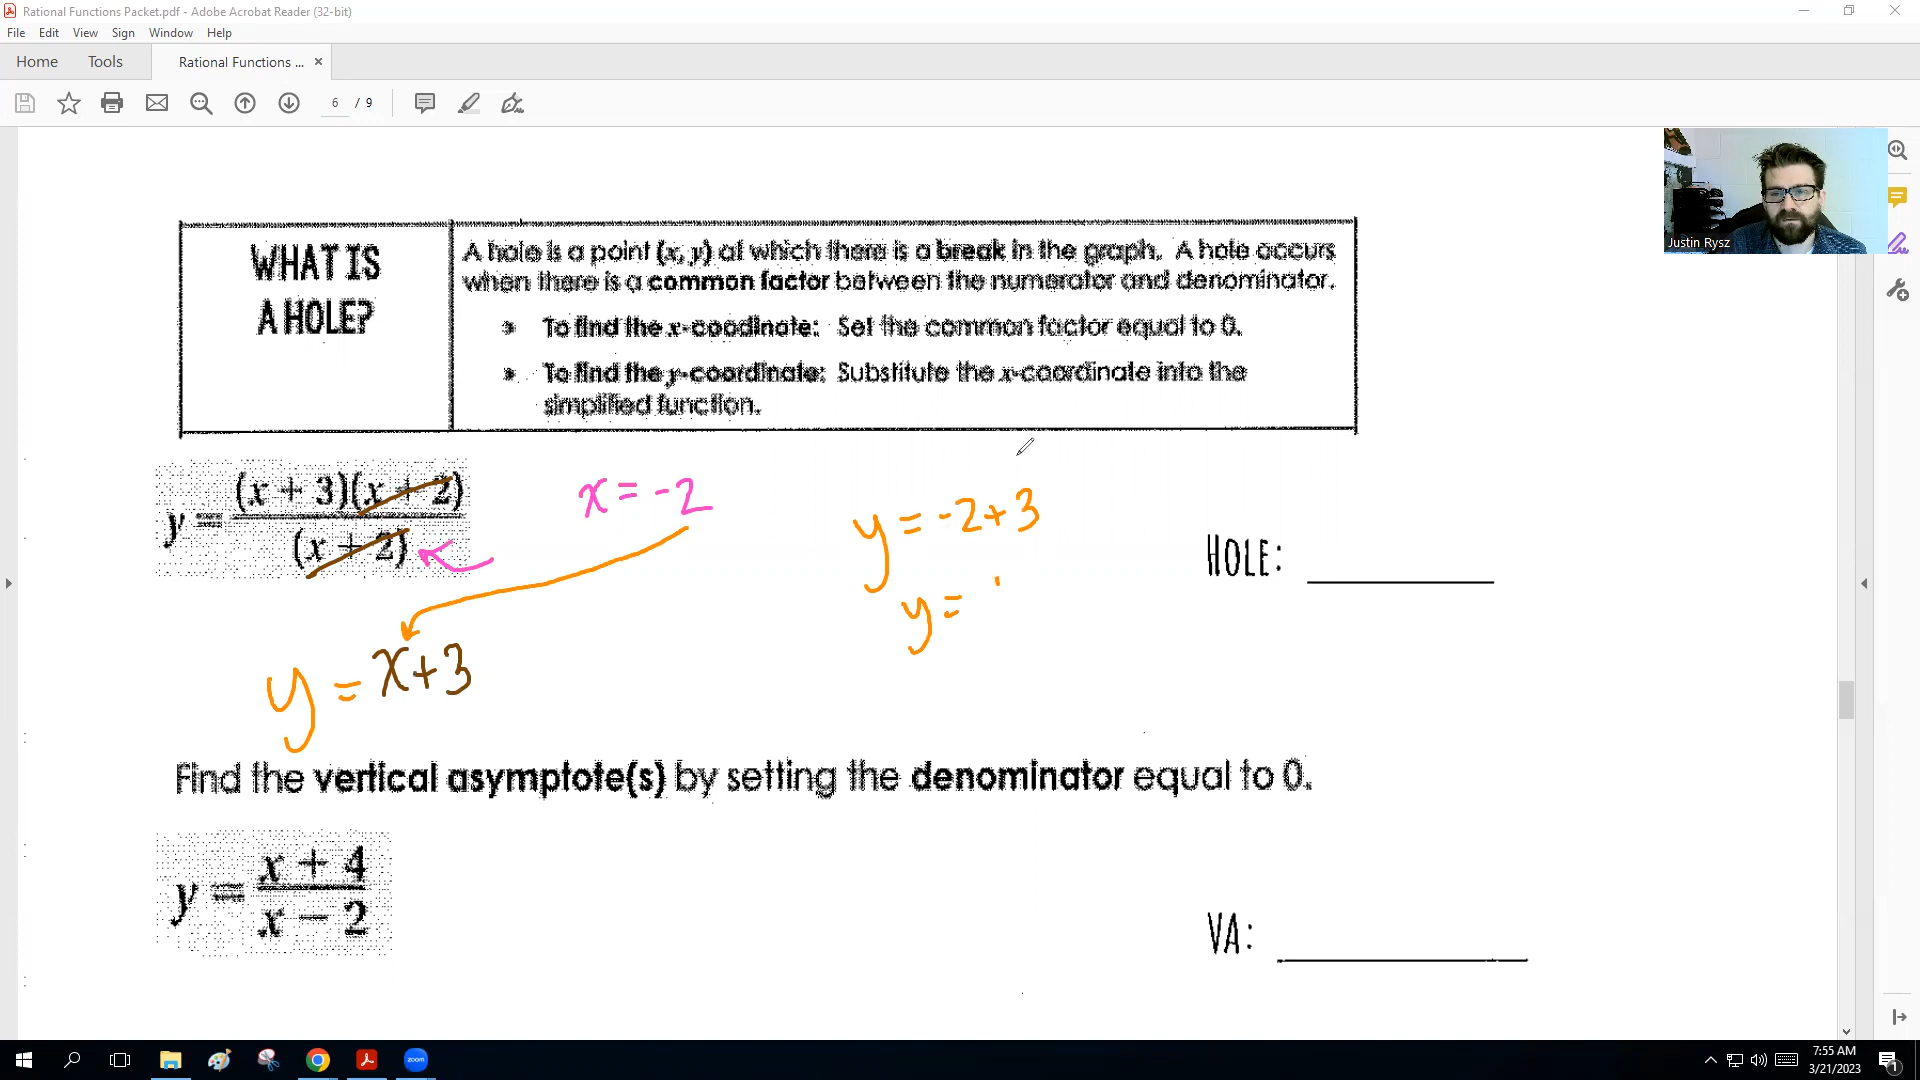 Rational Functions Packet.pdf - Adobe Acrobat Reader (32-bit)
File Edit View Sign Window Help
Home Tools Rational Functions ... ×
6 / 9
Justin Rysz
WHAT IS
A HOLE?
A hole is a point (x, y) at which there is a break in the graph. A hole occurs
when there is a common factor between the numerator and denominator.
To find the x-coodinate: Set the common factor equal to 0.
To find the y-coordinate: Substitute the x-coordinate into the
simplified function.
y = (x + 3)(x + 2)
(x + 2)
x = -2
y = -2+3
y =
HOLE:
y = x+3
Find the vertical asymptote(s) by setting the denominator equal to 0.
y = x + 4
x - 2
VA:
zoom
7:55 AM
3/21/2023
1